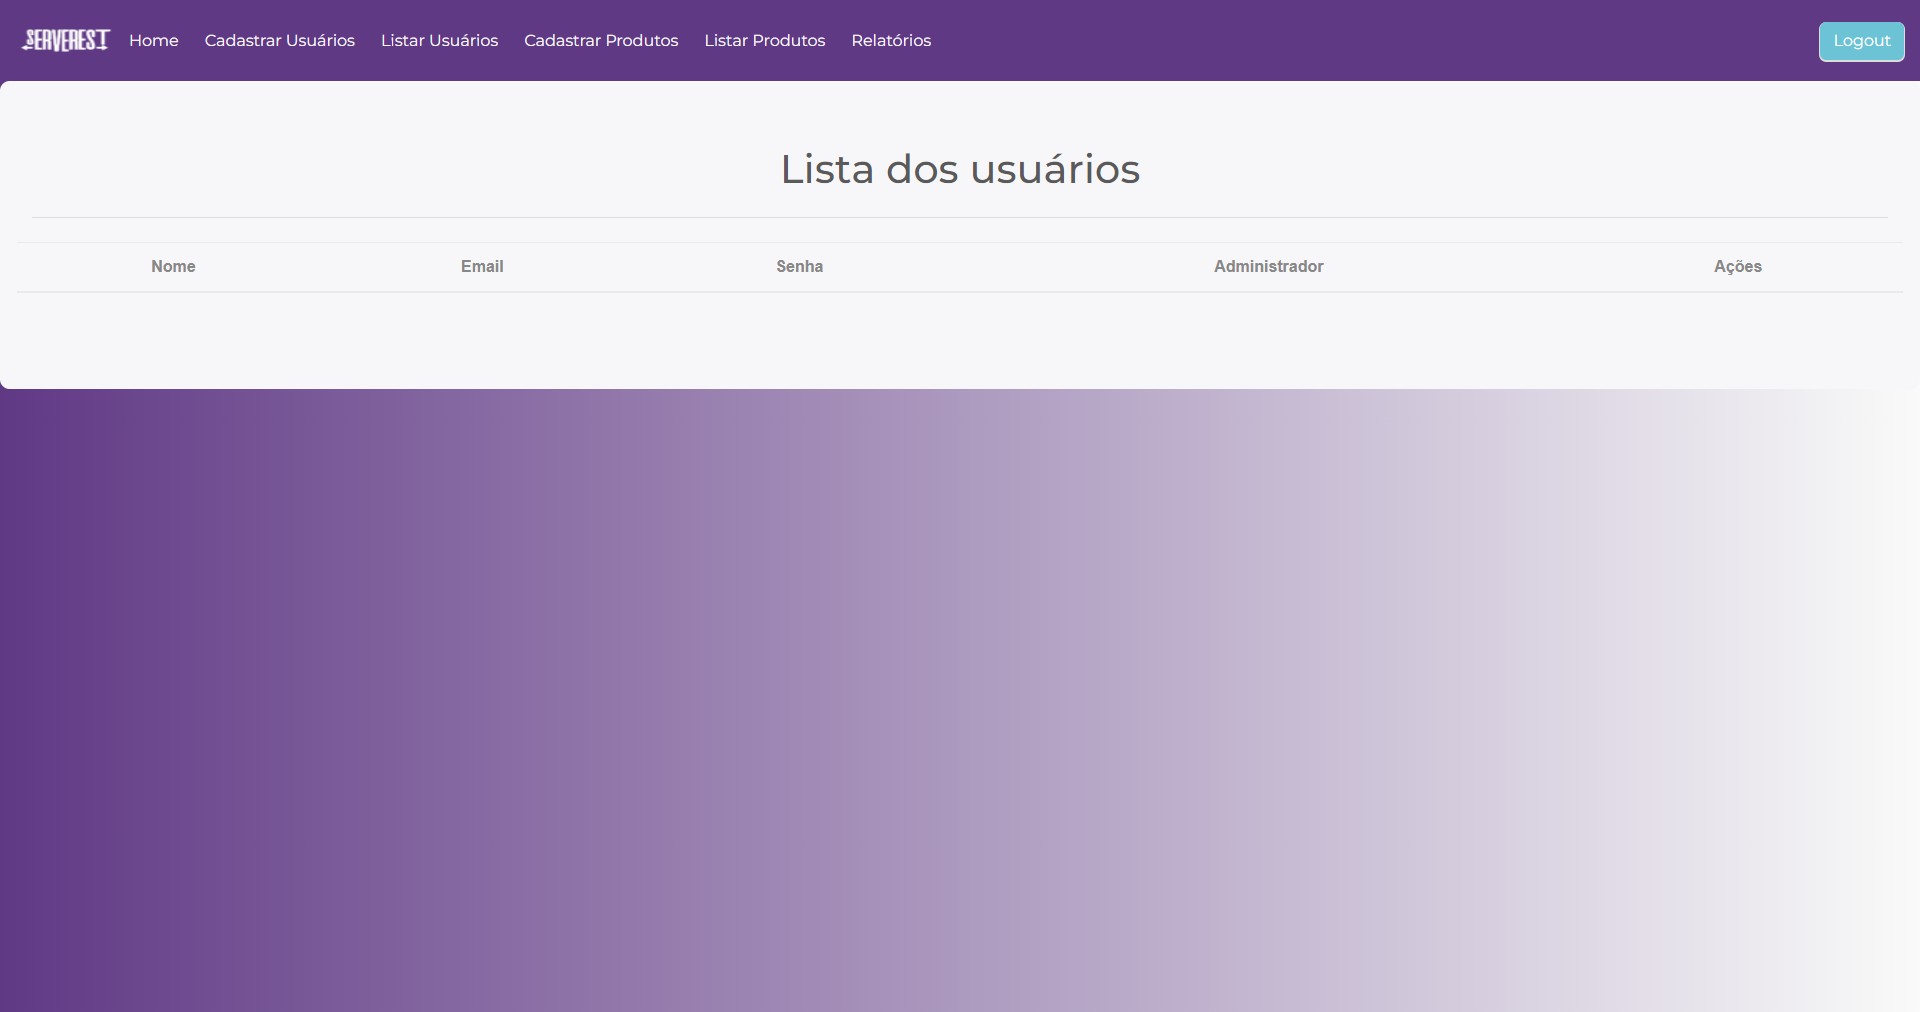 SERVEREST Home Cadastrar Usuários Listar Usuários Cadastrar Produtos Listar Produtos Relatórios Logout
Lista dos usuários
Nome Email Senha Administrador Ações